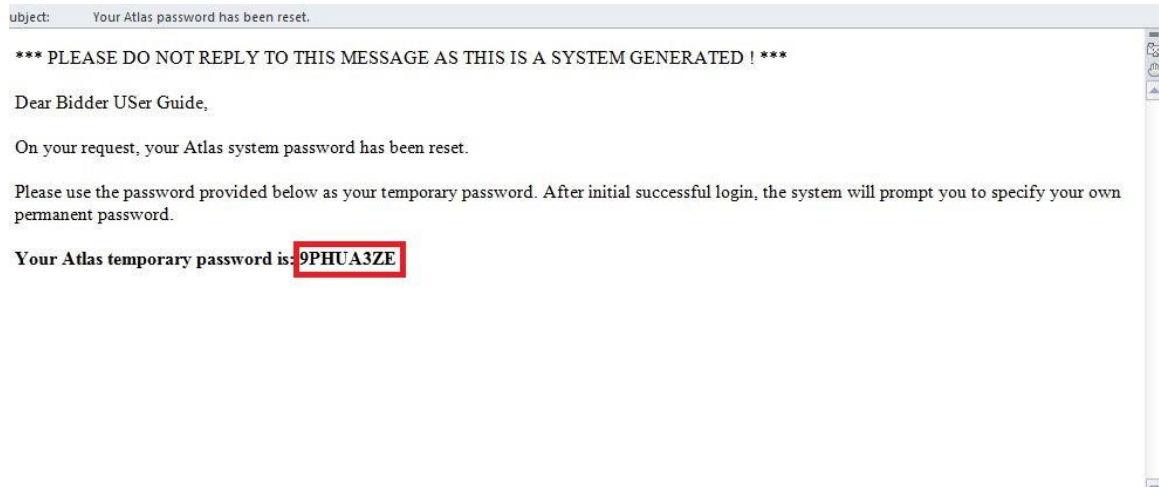 ubject: Your Atlas password has been reset.
*** PLEASE DO NOT REPLY TO THIS MESSAGE AS THIS IS A SYSTEM GENERATED ! ***
Dear Bidder USer Guide,
On your request, your Atlas system password has been reset.
Please use the password provided below as your temporary password. After initial successful login, the system will prompt you to specify your own
permanent password.
Your Atlas temporary password is: 9PHUA3ZE